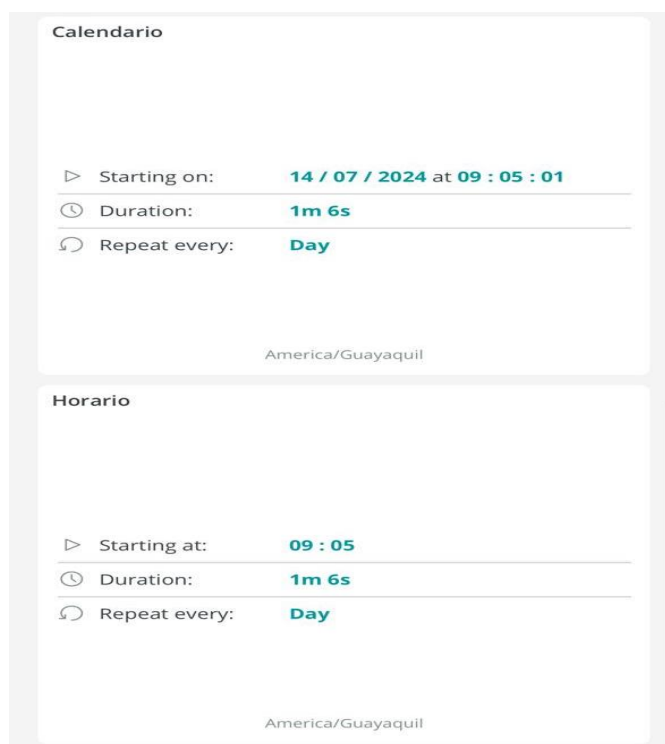 Calendario
Starting on: 14 / 07 / 2024 at 09 : 05 : 01
Duration: 1m 6s
Repeat every: Day
America/Guayaquil
Horario
Starting at: 09 : 05
Duration: 1m 6s
Repeat every: Day
America/Guayaquil